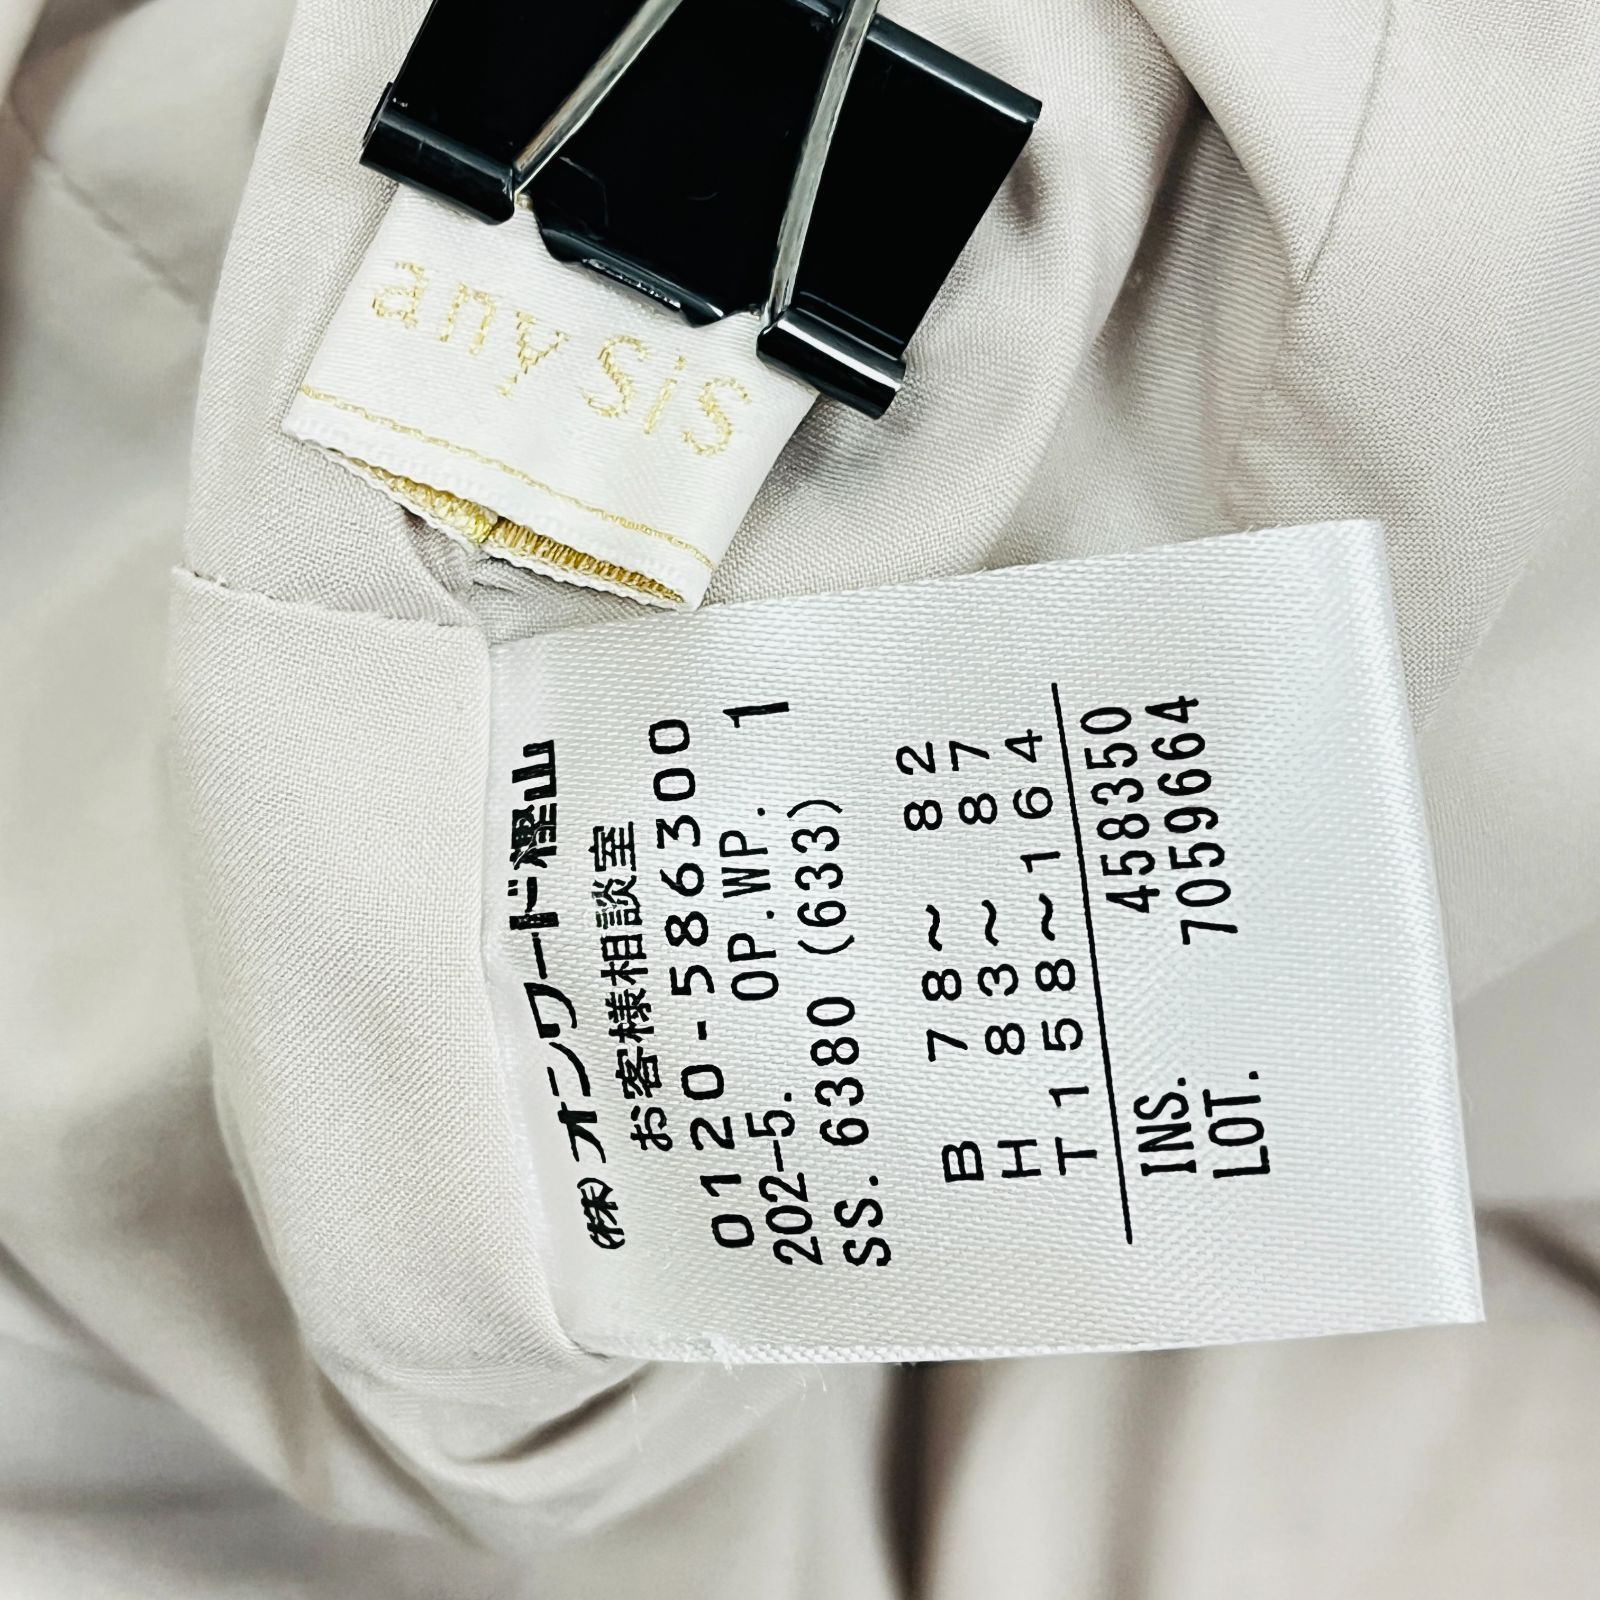 any SiS
(株)オンワード樫山
お客様相談室
0120-586300
202-5. OP.WP. 1
SS. 6380 (633)
B 78～ 82
H 83～ 87
T158～164
INS. 458350
LOT. 7059664